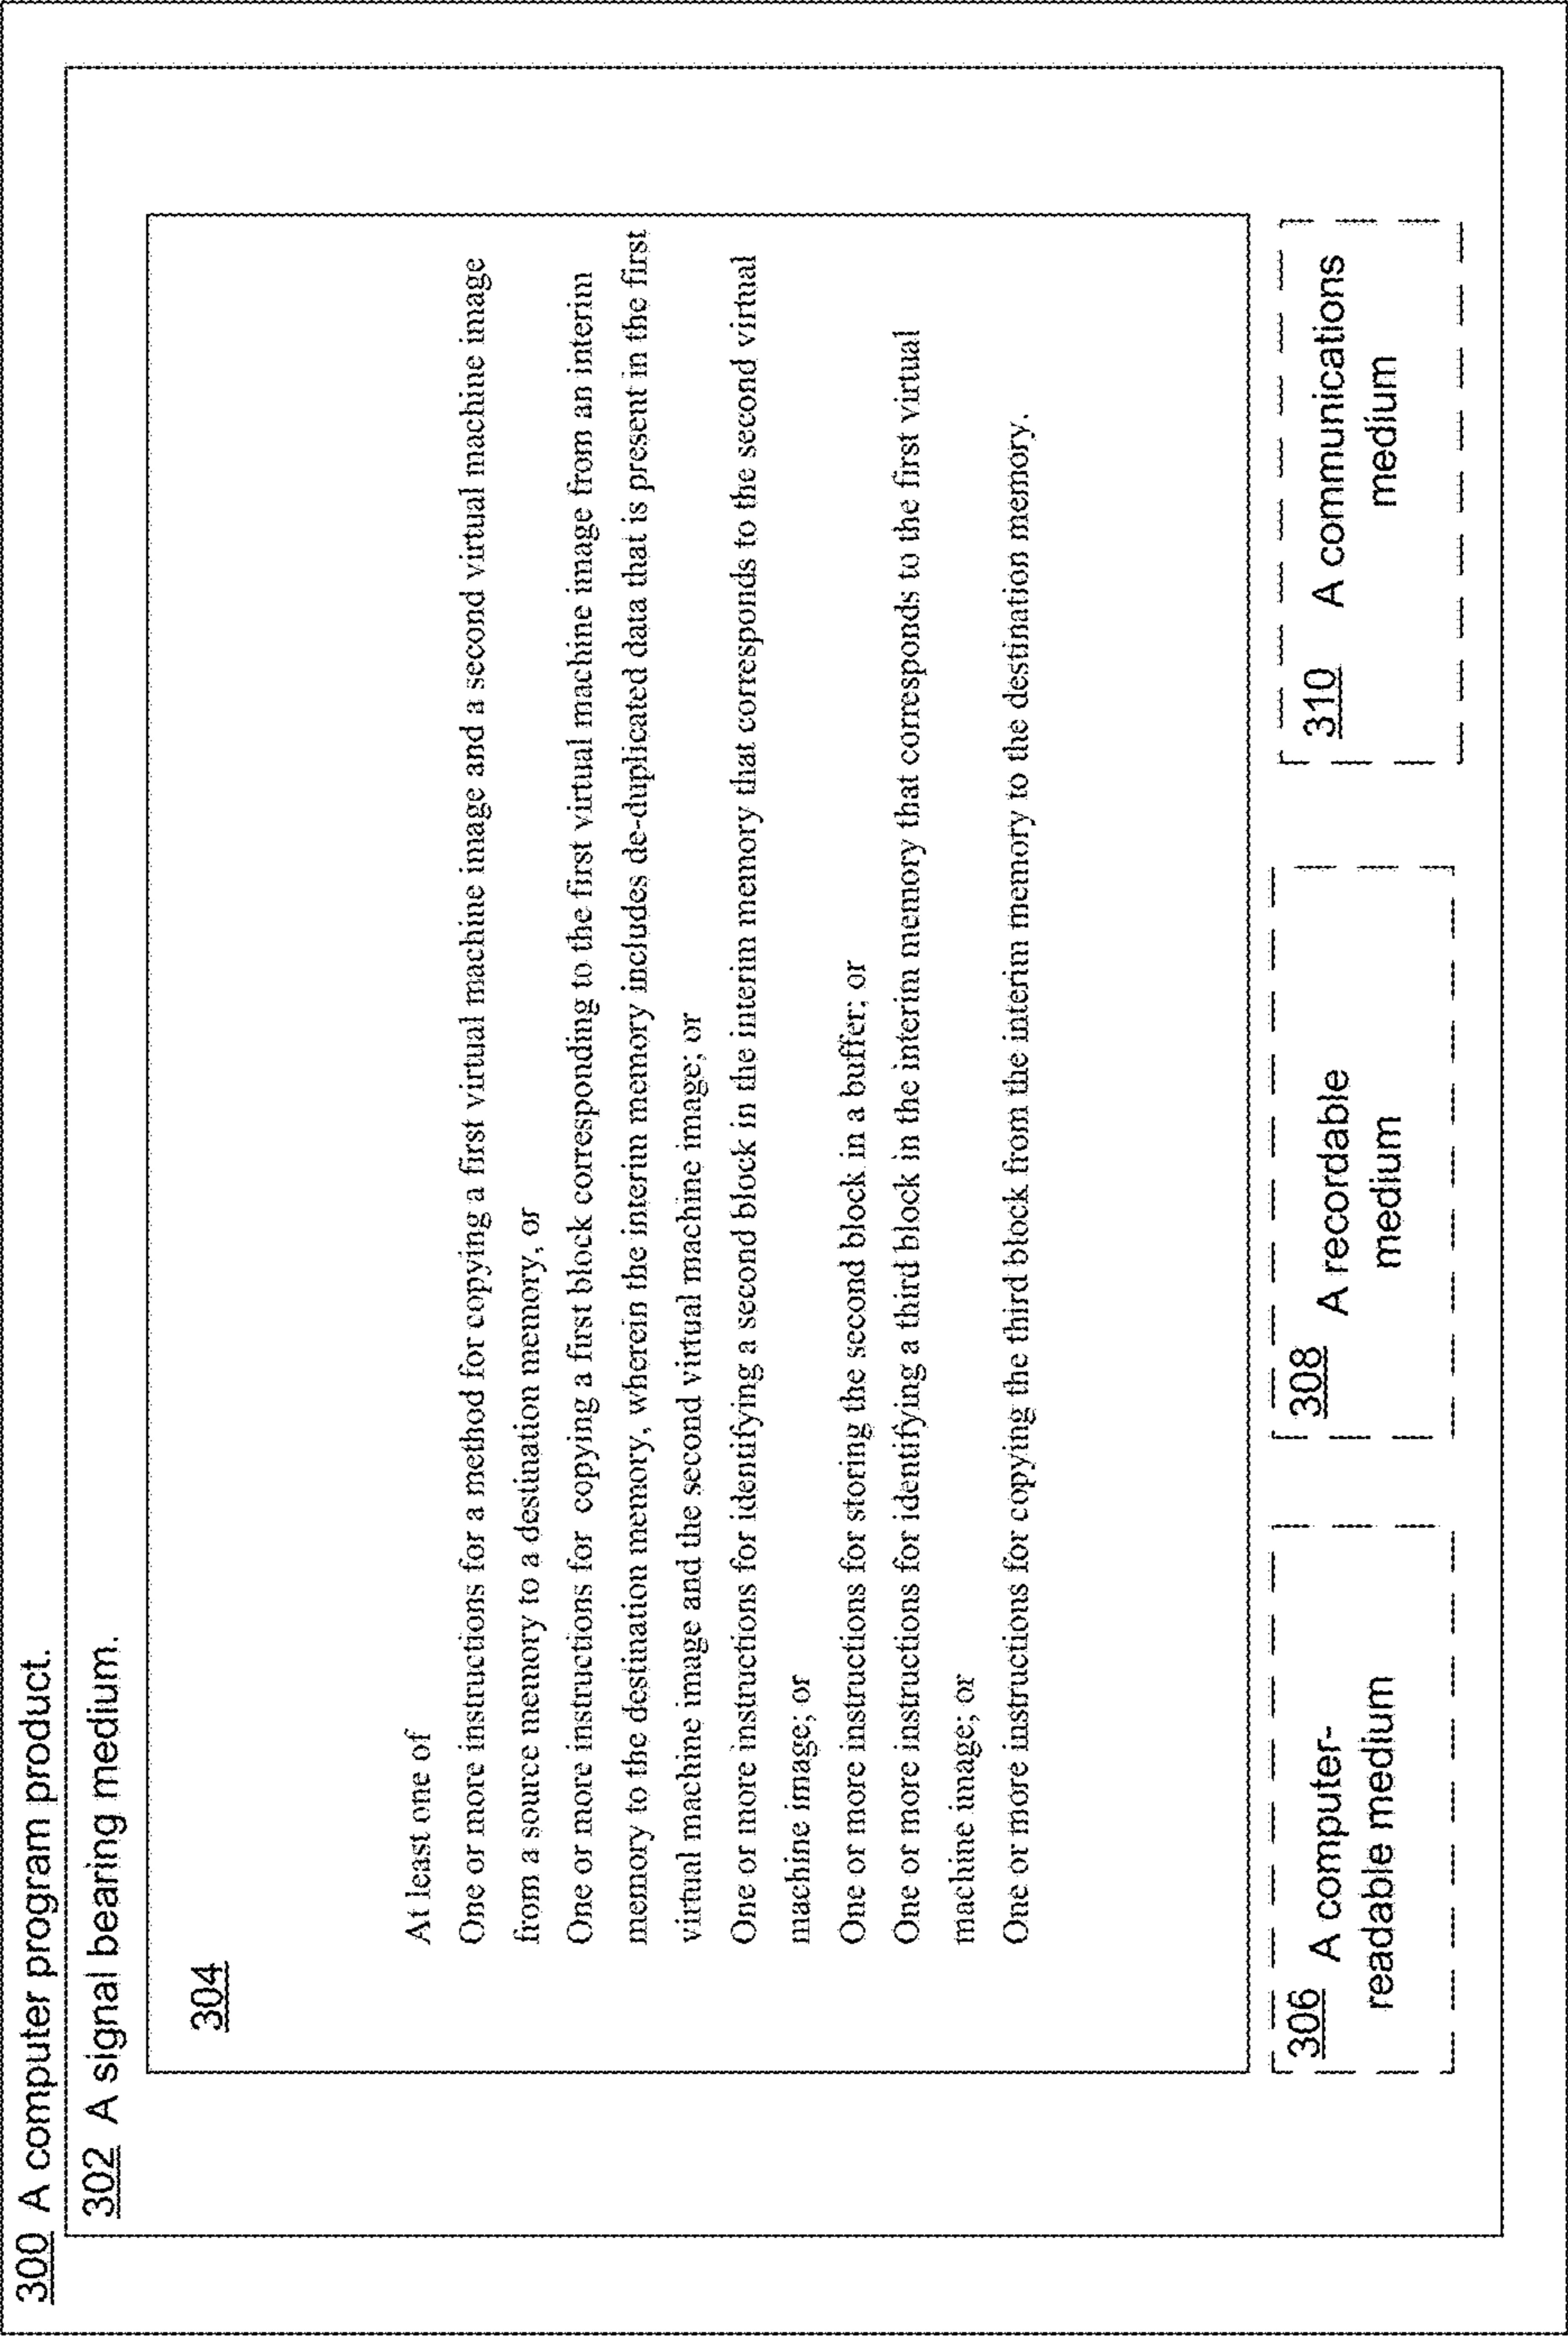 300 A computer program product.
302 A signal bearing medium.
304
At least one of
One or more instructions for a method for copying a first virtual machine image and a second virtual machine image
from a source memory to a destination memory, or
One or more instructions for copying a first block corresponding to the first virtual machine image from an interim
memory to the destination memory, wherein the interim memory includes de-duplicated data that is present in the first
virtual machine image and the second virtual machine image; or
One or more instructions for identifying a second block in the interim memory that corresponds to the second virtual
machine image; or
One or more instructions for storing the second block in a buffer; or
One or more instructions for identifying a third block in the interim memory that corresponds to the first virtual
machine image; or
One or more instructions for copying the third block from the interim memory to the destination memory.
306 A computer-
readable medium
308 A recordable
medium
310 A communications
medium